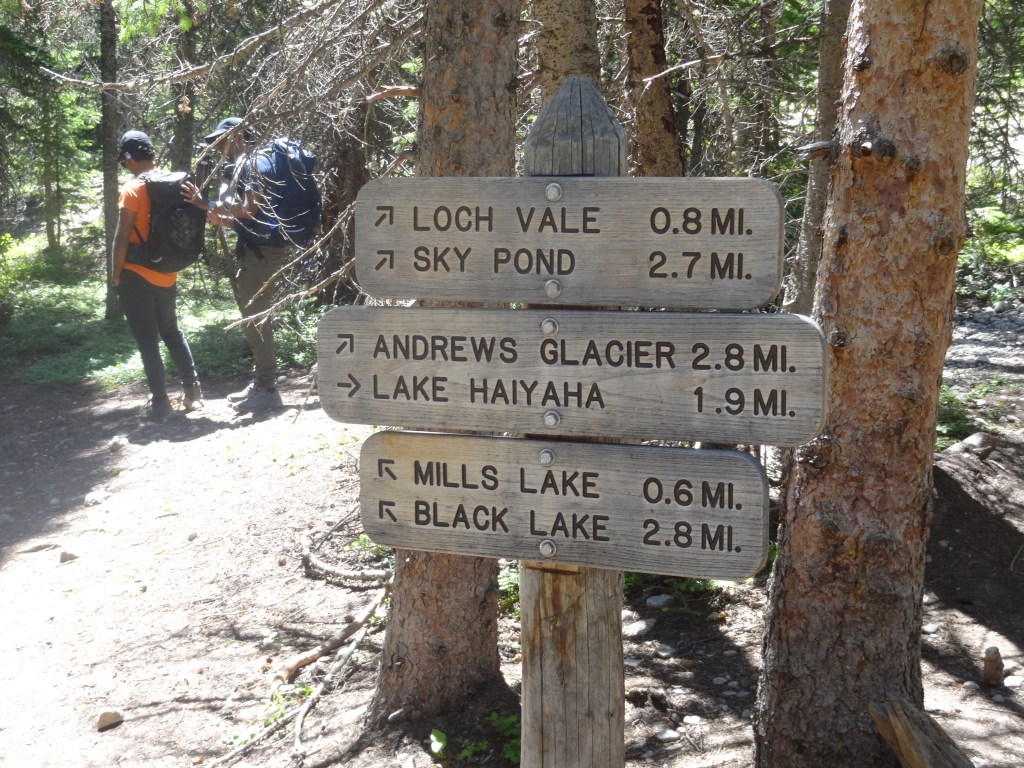 ↗ LOCH VALE 0.8 MI.
↗ SKY POND 2.7 MI.
↗ ANDREWS GLACIER 2.8 MI.
→ LAKE HAIYAHA 1.9 MI.
↖ MILLS LAKE 0.6 MI.
↖ BLACK LAKE 2.8 MI.